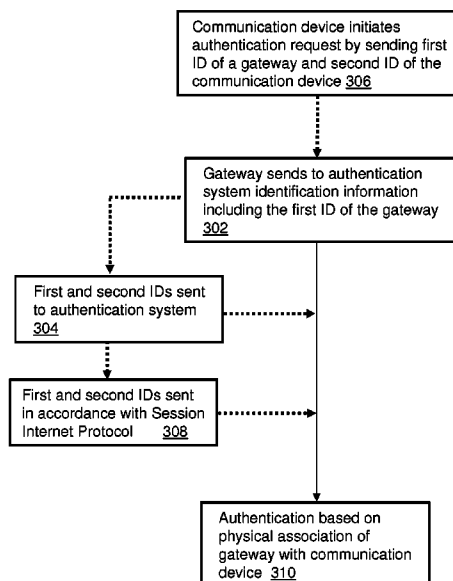 Communication device initiates
authentication request by sending first
ID of a gateway and second ID of the
communication device 306
Gateway sends to authentication
system identification information
including the first ID of the gateway
302
First and second IDs sent
to authentication system
304
First and second IDs sent
in accordance with Session
Internet Protocol 308
Authentication based on
physical association of
gateway with communication
device 310